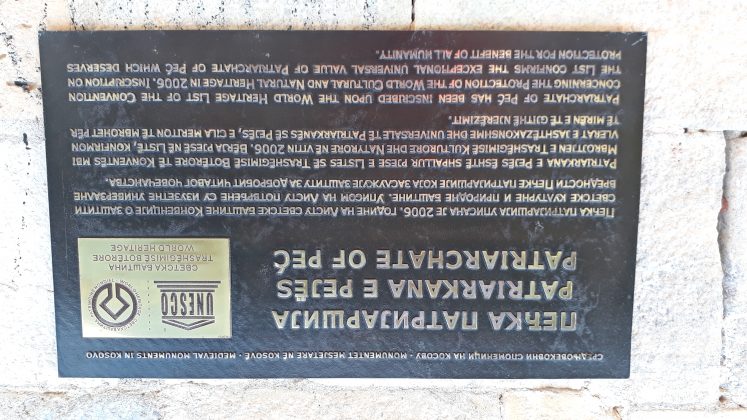 СРЕДЊОВЕКОВНИ СПОМЕНИЦИ НА КОСОВУ · MONUMENTET MESJETARE NË KOSOVË · MEDIEVAL MONUMENTS IN KOSOVO
ПЕЋКА ПАТРИЈАРШИЈА
PATRIARKANA E PEJËS
PATRIARCHATE OF PEĆ
UNESCO
СВЕТСКА БАШТИНА
TRASHËGIMISË BOTËRORE
WORLD HERITAGE
ПЕЋКА ПАТРИЈАРШИЈА УПИСАНА ЈЕ 2006. ГОДИНЕ НА ЛИСТУ СВЕТСКЕ БАШТИНЕ КОНВЕНЦИЈЕ О ЗАШТИТИ
СВЕТСКЕ КУЛТУРНЕ И ПРИРОДНЕ БАШТИНЕ. УПИСОМ НА ЛИСТУ ПОТВРЂЕНЕ СУ ИЗУЗЕТНЕ УНИВЕРЗАЛНЕ
ВРЕДНОСТИ ПЕЋКЕ ПАТРИЈАРШИЈЕ КОЈА ЗАСЛУЖУЈЕ ЗАШТИТУ ЗА ДОБРОБИТ ЧИТАВОГ ЧОВЕЧАНСТВА.
PATRIARKANA E PEJËS ËSHTË SHPALLUR PJESE E LISTES SË TRASHËGIMISË BOTËRORE TË KONVENTËS MBI
MBROJTJEN E TRASHËGIMISË KULTURORE DHE NATYRORE NË VITIN 2006. BËRJA PJESË NË LISTË, KONFIRMON
VLERAT E JASHTËZAKONSHME DHE UNIVERSALE TË PATRIARKANËS SË PEJËS, E CILA MERITON TË MBROHET PËR
TË MIRËN E TË GJITHË NJERËZIMIT.
PATRIARCHATE OF PEĆ HAS BEEN INSCRIBED UPON THE WORLD HERITAGE LIST OF THE CONVENTION
CONCERNING THE PROTECTION OF THE WORLD CULTURAL AND NATURAL HERITAGE IN 2006. INSCRIPTION ON
THE LIST CONFIRMS THE EXCEPTIONAL UNIVERSAL VALUE OF PATRIARCHATE OF PEĆ WHICH DESERVES
PROTECTION FOR THE BENEFIT OF ALL HUMANITY.